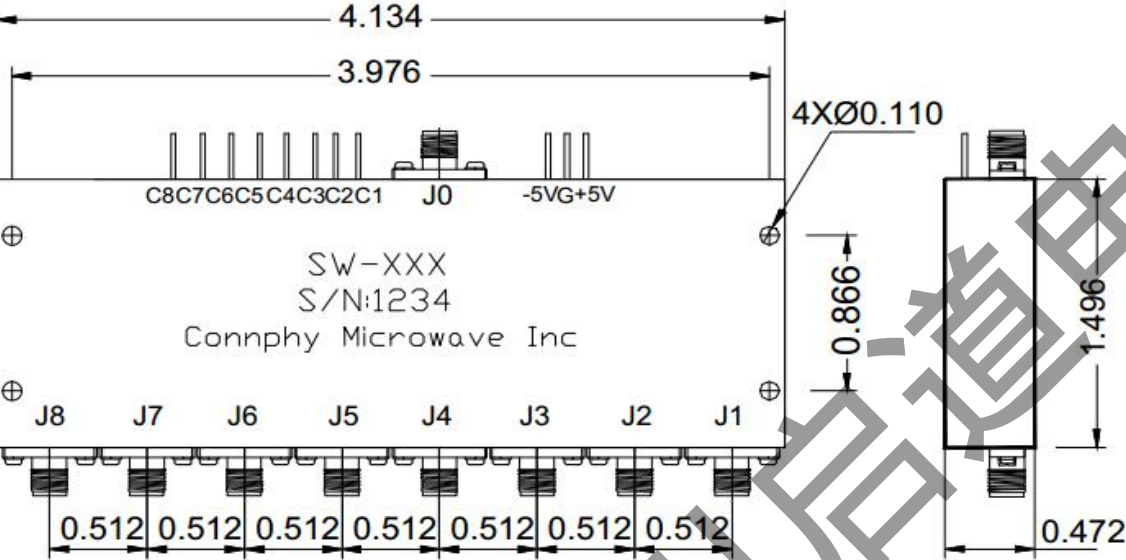 4.134
3.976
4XØ0.110
C8C7C6C5C4C3C2C1
J0
-5VG+5V
SW-XXX
S/N:1234
Connphy Microwave Inc
0.866
1.496
J8 J7 J6 J5 J4 J3 J2 J1
0.512 0.512 0.512 0.512 0.512 0.512 0.512
0.472
启道